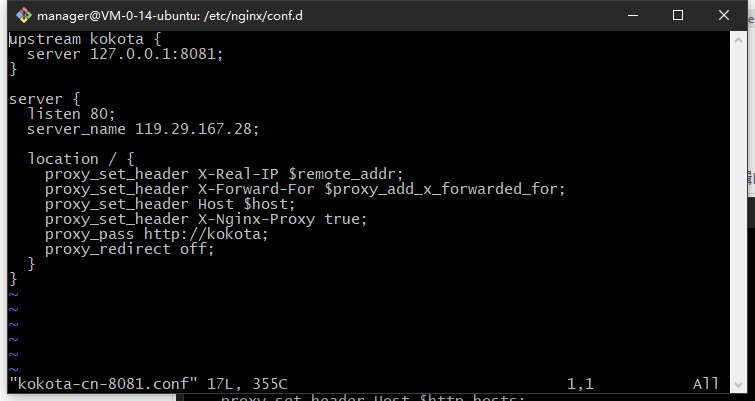 manager@VM-0-14-ubuntu: /etc/nginx/conf.d
upstream kokota {
  server 127.0.0.1:8081;
}

server {
  listen 80;
  server_name 119.29.167.28;

  location / {
    proxy_set_header X-Real-IP $remote_addr;
    proxy_set_header X-Forward-For $proxy_add_x_forwarded_for;
    proxy_set_header Host $host;
    proxy_set_header X-Nginx-Proxy true;
    proxy_pass http://kokota;
    proxy_redirect off;
  }
}
~
~
~
~
~
~
"kokota-cn-8081.conf" 17L, 355C 1,1 All
proxy_set_header Host $http_hosts;